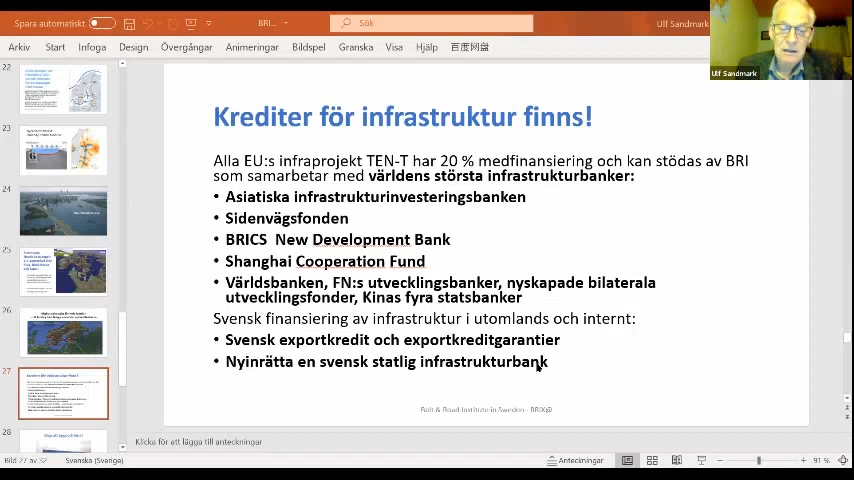 Spara automatiskt
BRI...
Sök
Ulf Sandmark
Arkiv Start Infoga Design Övergångar Animeringar Bildspel Granska Visa Hjälp 百度网盘
Ulf Sandmark
22
23
24
25
26
27
28
Krediter för infrastruktur finns!
Alla EU:s infraprojekt TEN-T har 20 % medfinansiering och kan stödas av BRI
som samarbetar med världens största infrastrukturbanker:
• Asiatiska infrastrukturinvesteringsbanken
• Sidenvägsfonden
• BRICS New Development Bank
• Shanghai Cooperation Fund
• Världsbanken, FN:s utvecklingsbanker, nyskapade bilaterala
utvecklingsfonder, Kinas fyra statsbanker
Svensk finansiering av infrastruktur i utomlands och internt:
• Svensk exportkredit och exportkreditgarantier
• Nyinrätta en svensk statlig infrastrukturbank
Belt & Road Institute in Sweden - BRIX@
Klicka för att lägga till anteckningar
Bild 27 av 32 Svenska (Sverige) Anteckningar 91 %